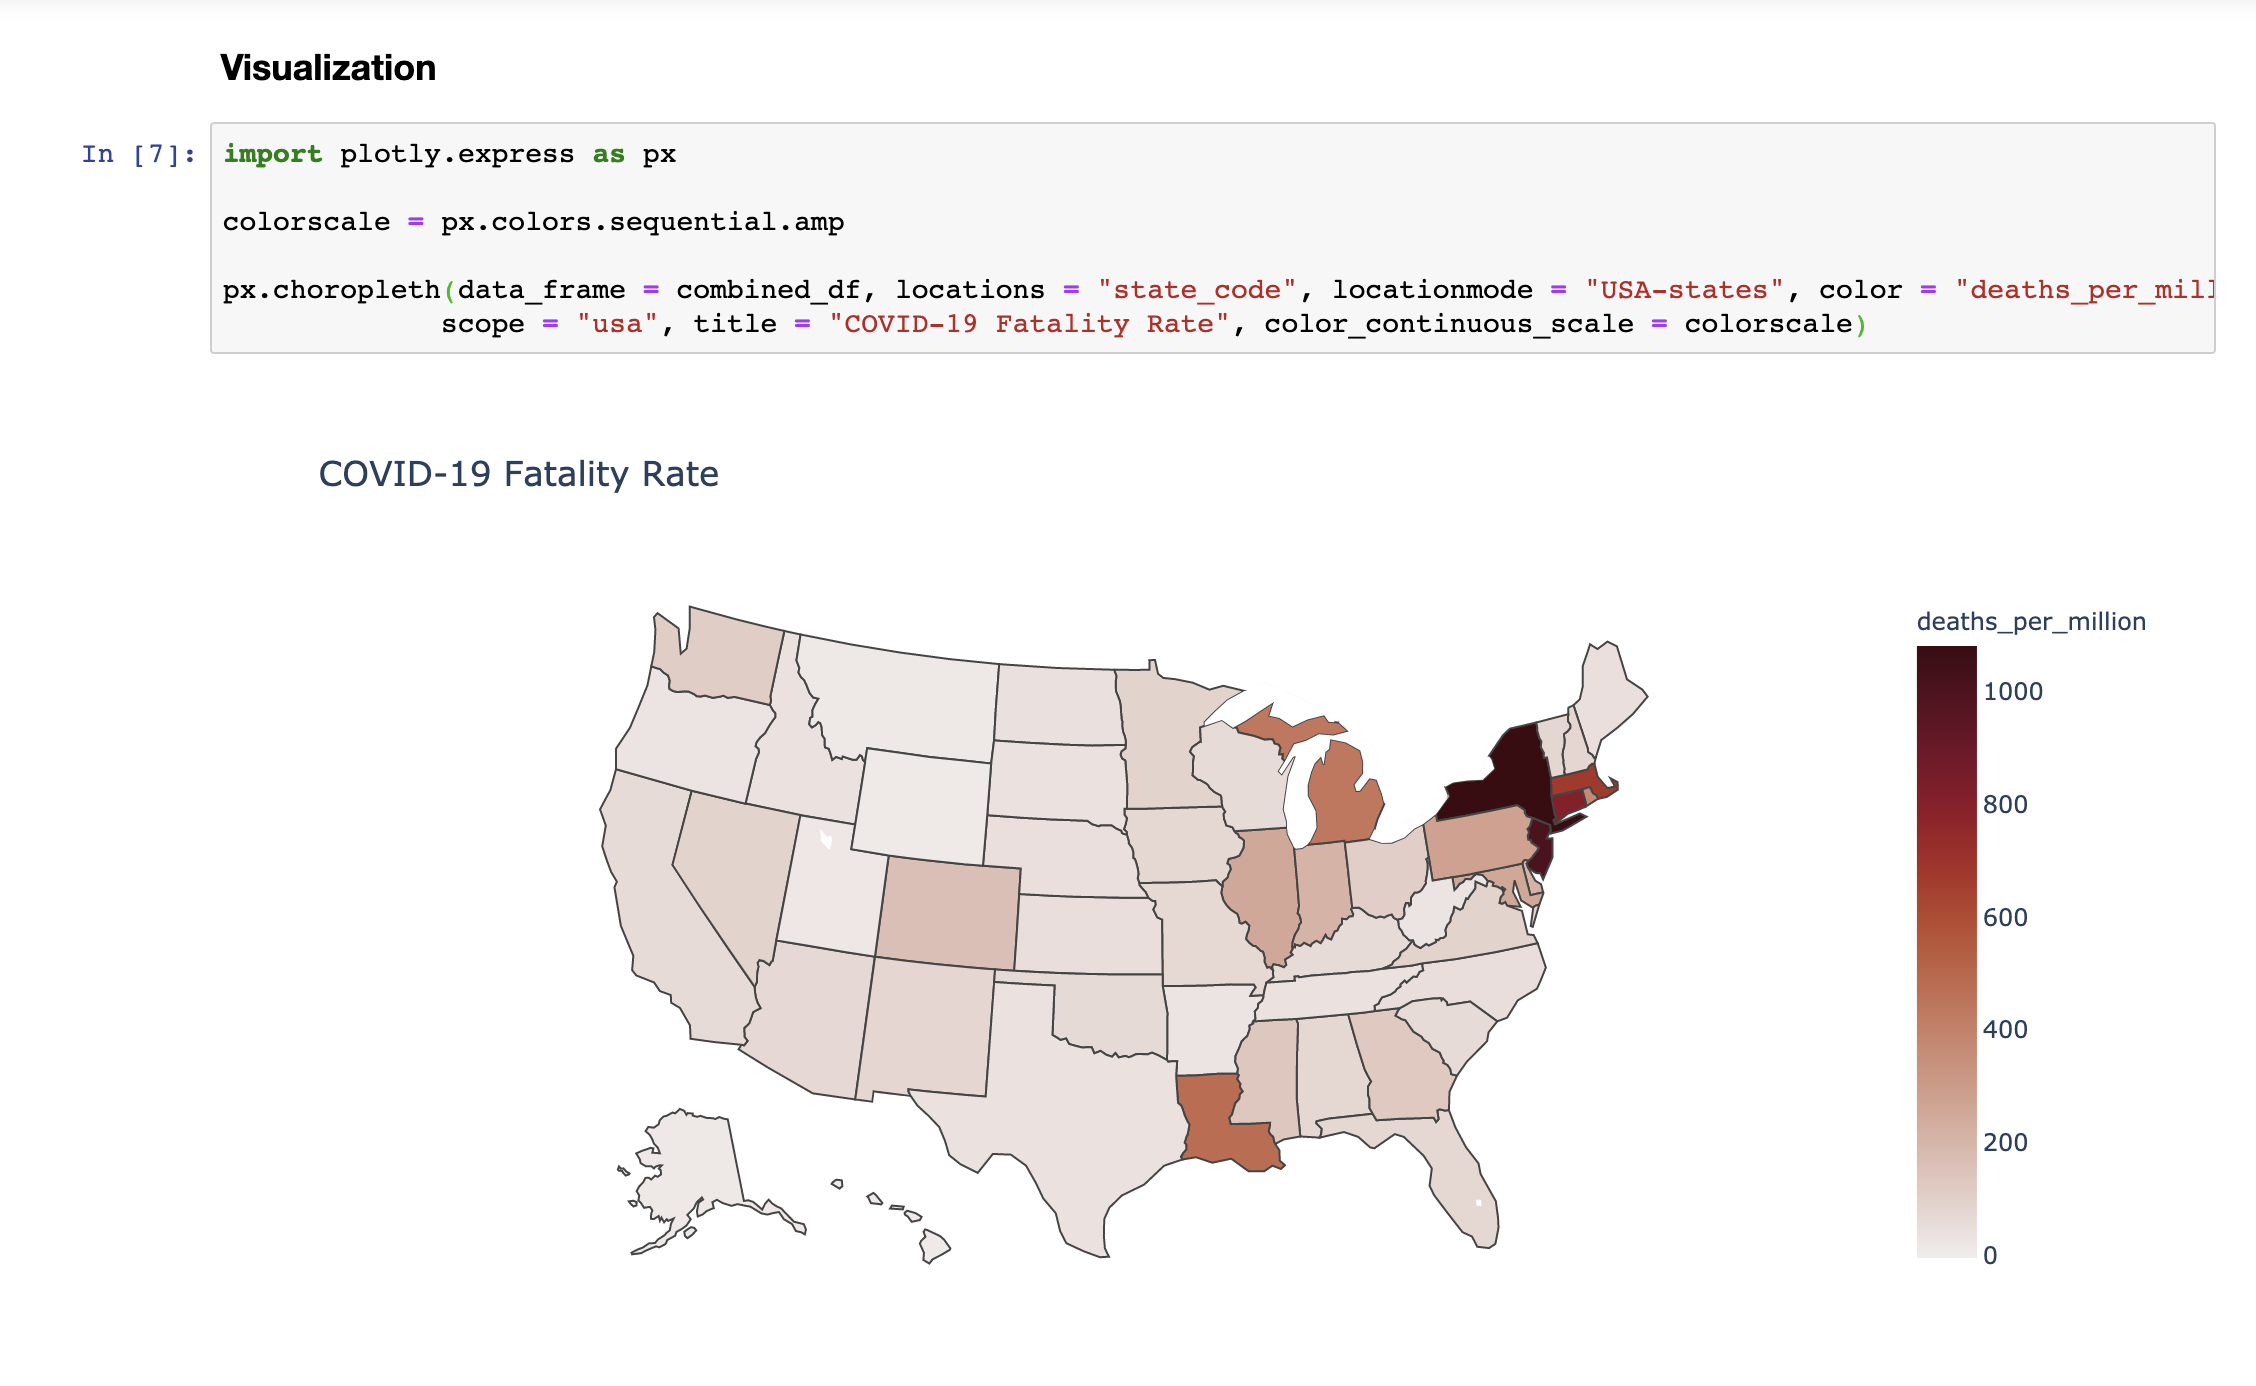 Visualization
In [7]:
import plotly.express as px
colorscale = px.colors.sequential.amp
px.choropleth(data_frame = combined_df, locations = "state_code", locationmode = "USA-states", color = "deaths_per_mill
scope = "usa", title = "COVID-19 Fatality Rate", color_continuous_scale = colorscale)
COVID-19 Fatality Rate
deaths_per_million
1000
800
600
400
200
0